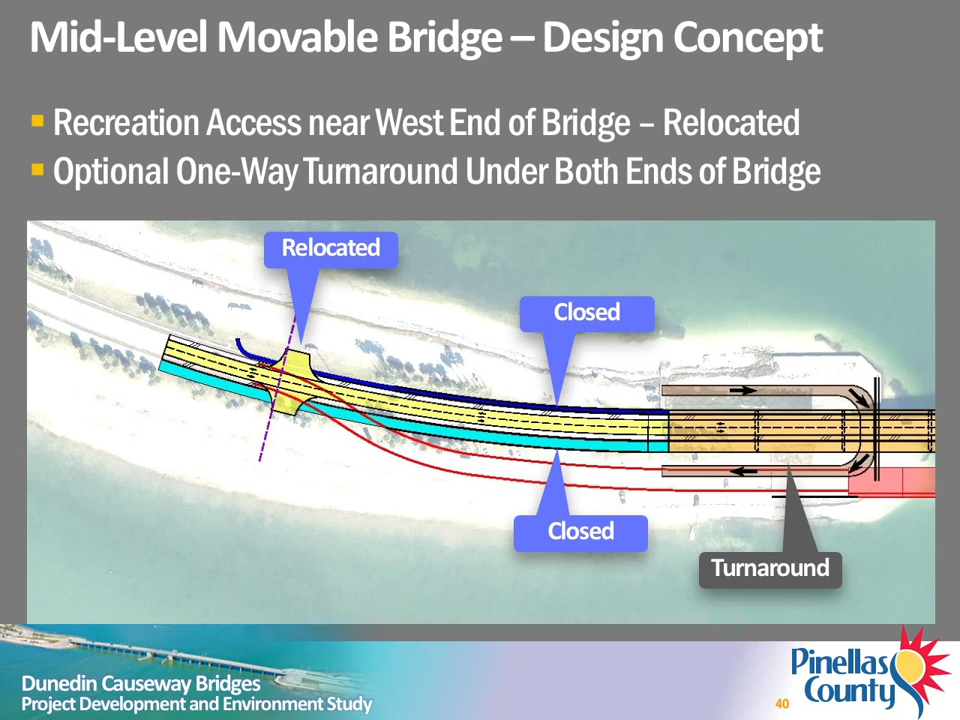 Mid-Level Movable Bridge – Design Concept
▪ Recreation Access near West End of Bridge – Relocated
▪ Optional One-Way Turnaround Under Both Ends of Bridge
Relocated
Closed
Closed
Turnaround
Dunedin Causeway Bridges
Project Development and Environment Study
40
Pinellas
County